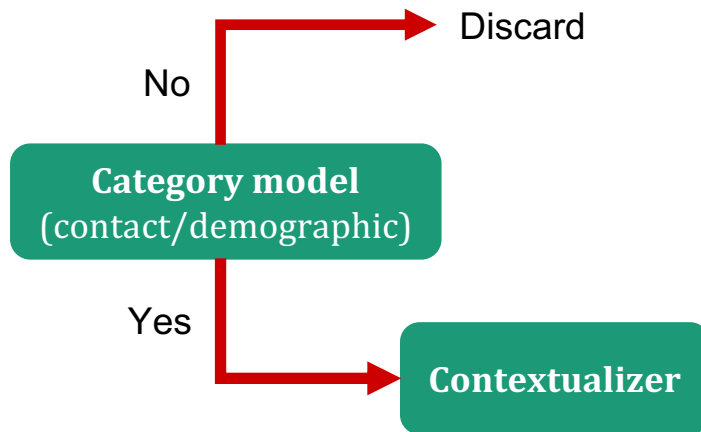 Discard
No
Category model
(contact/demographic)
Yes
Contextualizer